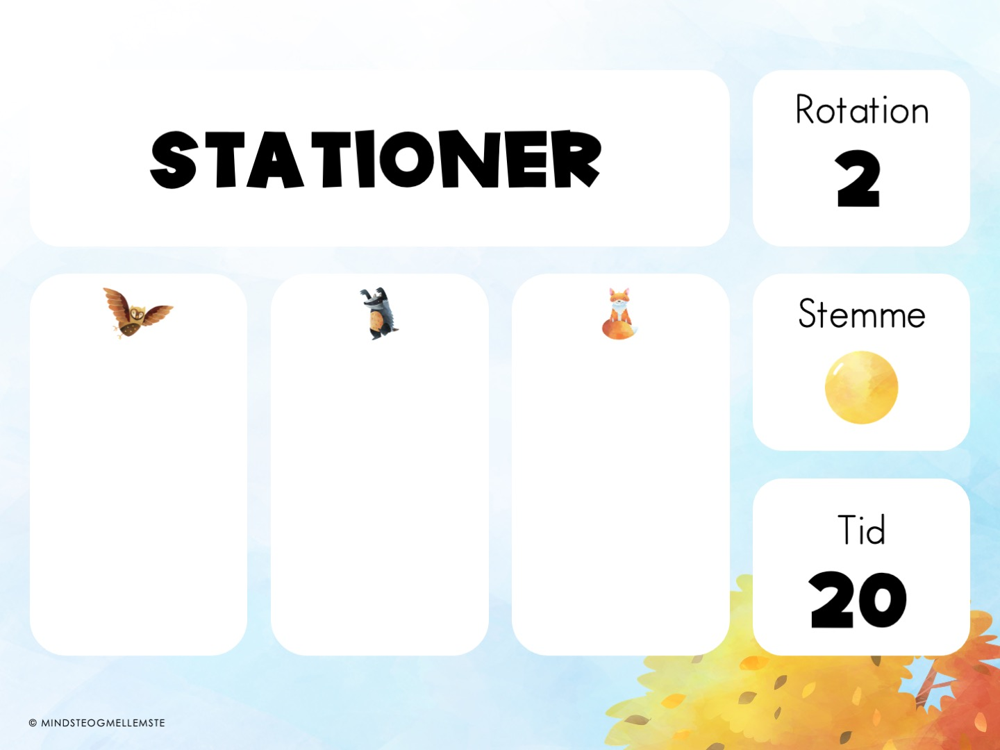 STATIONER
Rotation
2
Stemme
Tid
20
© MINDSTEOGMELLEMSTE